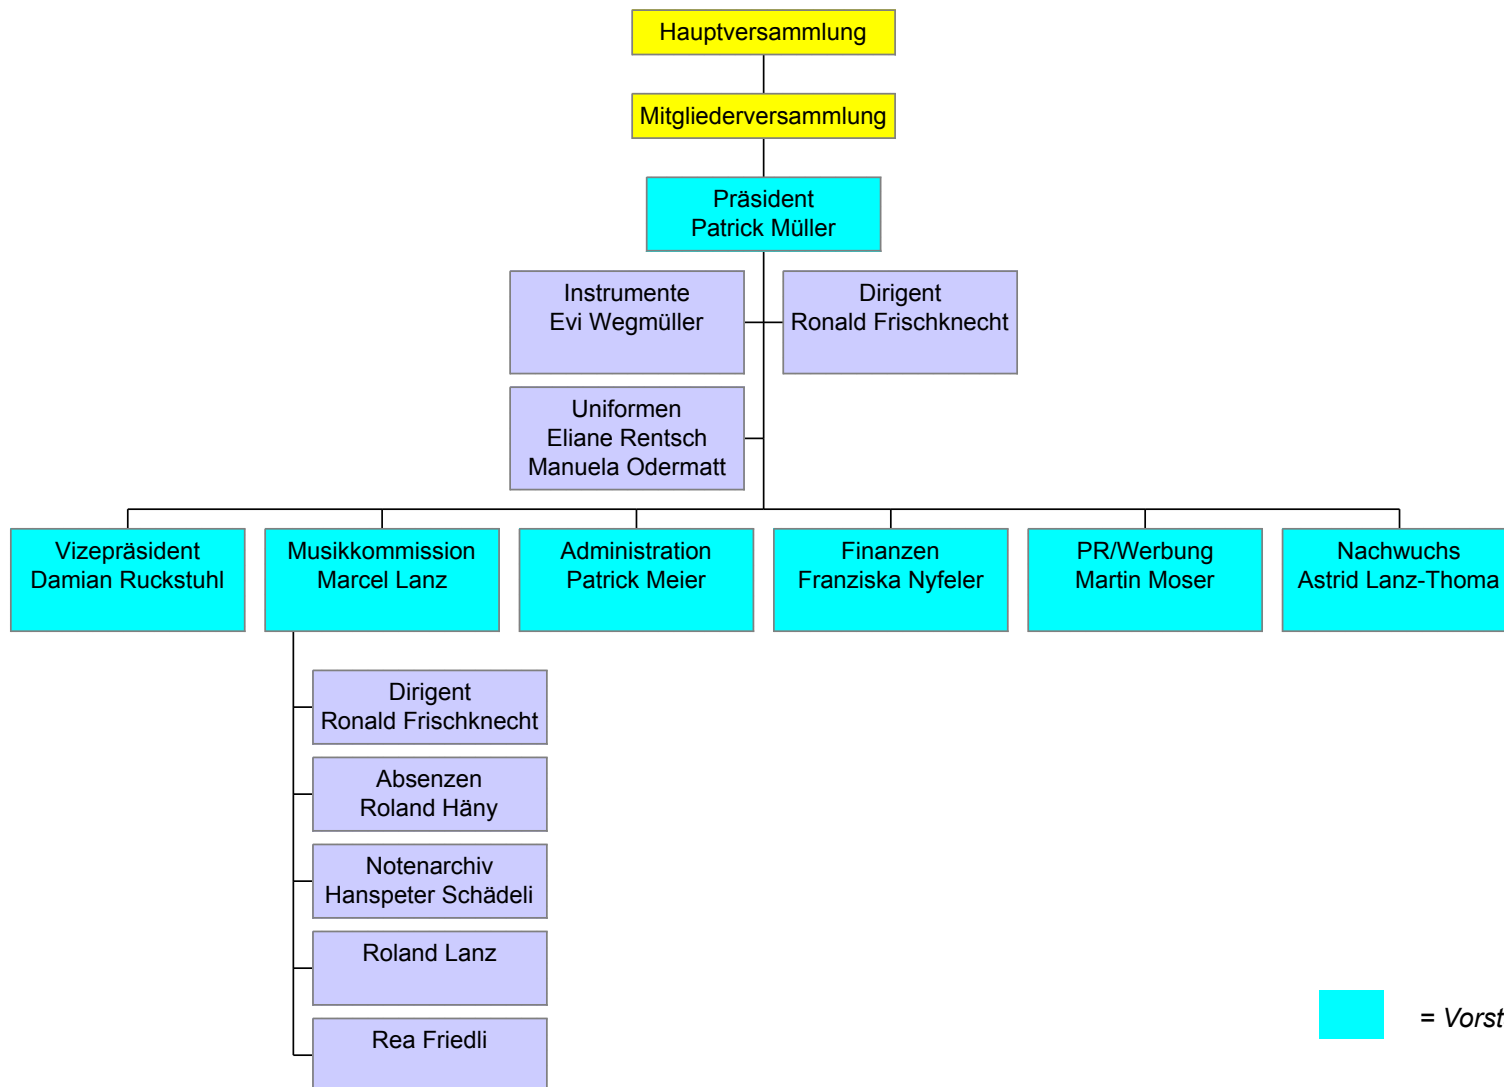 Hauptversammlung
Mitgliederversammlung
Präsident
Patrick Müller
Instrumente
Evi Wegmüller
Dirigent
Ronald Frischknecht
Uniformen
Eliane Rentsch
Manuela Odermatt
Vizepräsident
Damian Ruckstuhl
Musikkommission
Marcel Lanz
Administration
Patrick Meier
Finanzen
Franziska Nyfeler
PR/Werbung
Martin Moser
Nachwuchs
Astrid Lanz-Thoma
Dirigent
Ronald Frischknecht
Absenzen
Roland Häny
Notenarchiv
Hanspeter Schädeli
Roland Lanz
Rea Friedli
= Vorst